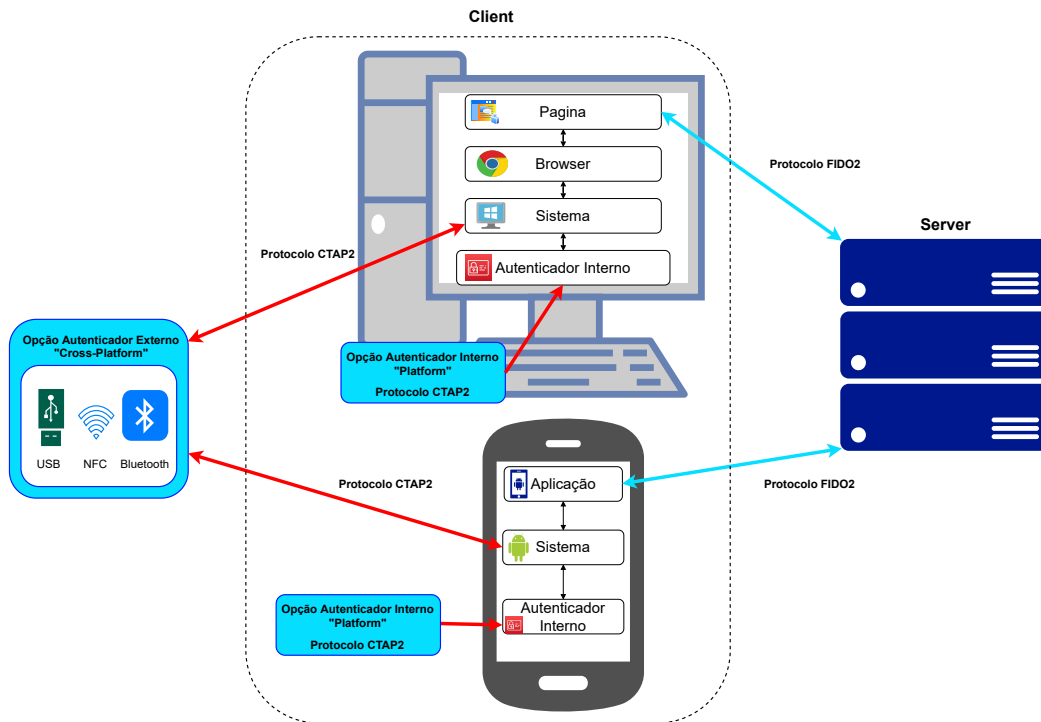 Client
Pagina
Protocolo FIDO2
Browser
Sistema
Server
Protocolo CTAP2
Autenticador Interno
Opção Autenticador Externo
"Cross-Platform"
Opção Autenticador Interno
"Platform"
Protocolo CTAP2
USB
NFC
Bluetooth
Aplicação
Protocolo CTAP2
Protocolo FIDO2
Sistema
Opção Autenticador Interno
"Platform"
Protocolo CTAP2
Autenticador
Interno